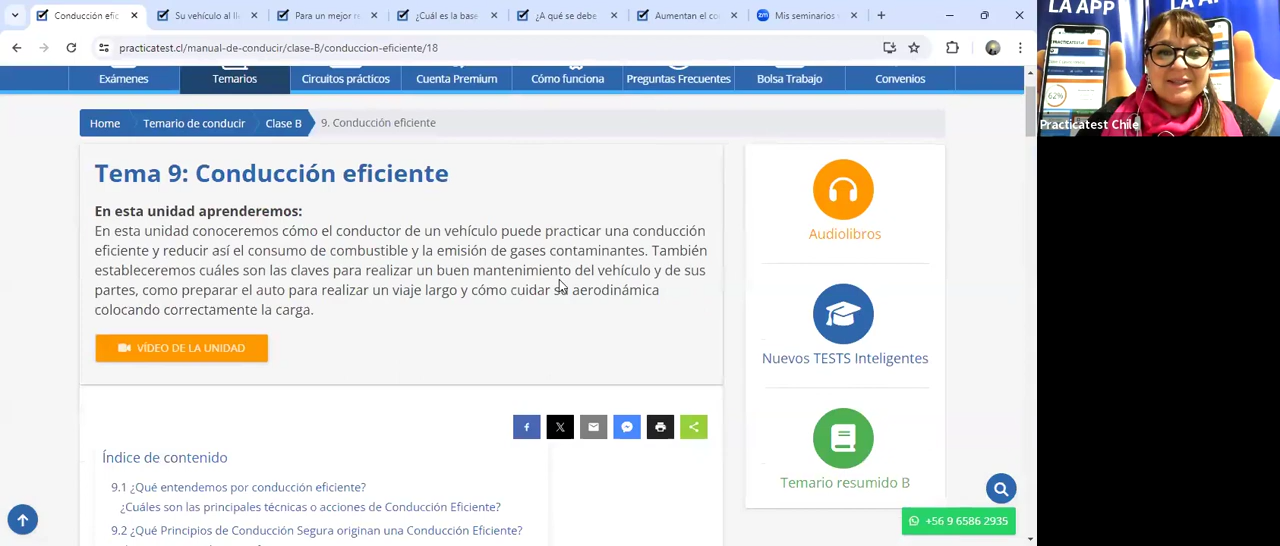 Conducción efic
Su vehículo al ll
Para un mejor re
¿Cuál es la base
¿A qué se debe
Aumentan el co
Mis seminarios
practicatest.cl/manual-de-conducir/clase-B/conduccion-eficiente/18
LA APP
LA APP
62%
Practicatest Chile
Exámenes
Temarios
Circuitos prácticos
Cuenta Premium
Cómo funciona
Preguntas Frecuentes
Bolsa Trabajo
Convenios
Home
Temario de conducir
Clase B
9. Conducción eficiente
Tema 9: Conducción eficiente
En esta unidad aprenderemos:
En esta unidad conoceremos cómo el conductor de un vehículo puede practicar una conducción
eficiente y reducir así el consumo de combustible y la emisión de gases contaminantes. También
estableceremos cuáles son las claves para realizar un buen mantenimiento del vehículo y de sus
partes, como preparar el auto para realizar un viaje largo y cómo cuidar su aerodinámica
colocando correctamente la carga.
VÍDEO DE LA UNIDAD
Audiolibros
Nuevos TESTS Inteligentes
Temario resumido B
Índice de contenido
9.1 ¿Qué entendemos por conducción eficiente?
¿Cuáles son las principales técnicas o acciones de Conducción Eficiente?
9.2 ¿Qué Principios de Conducción Segura originan una Conducción Eficiente?
+56 9 6586 2935